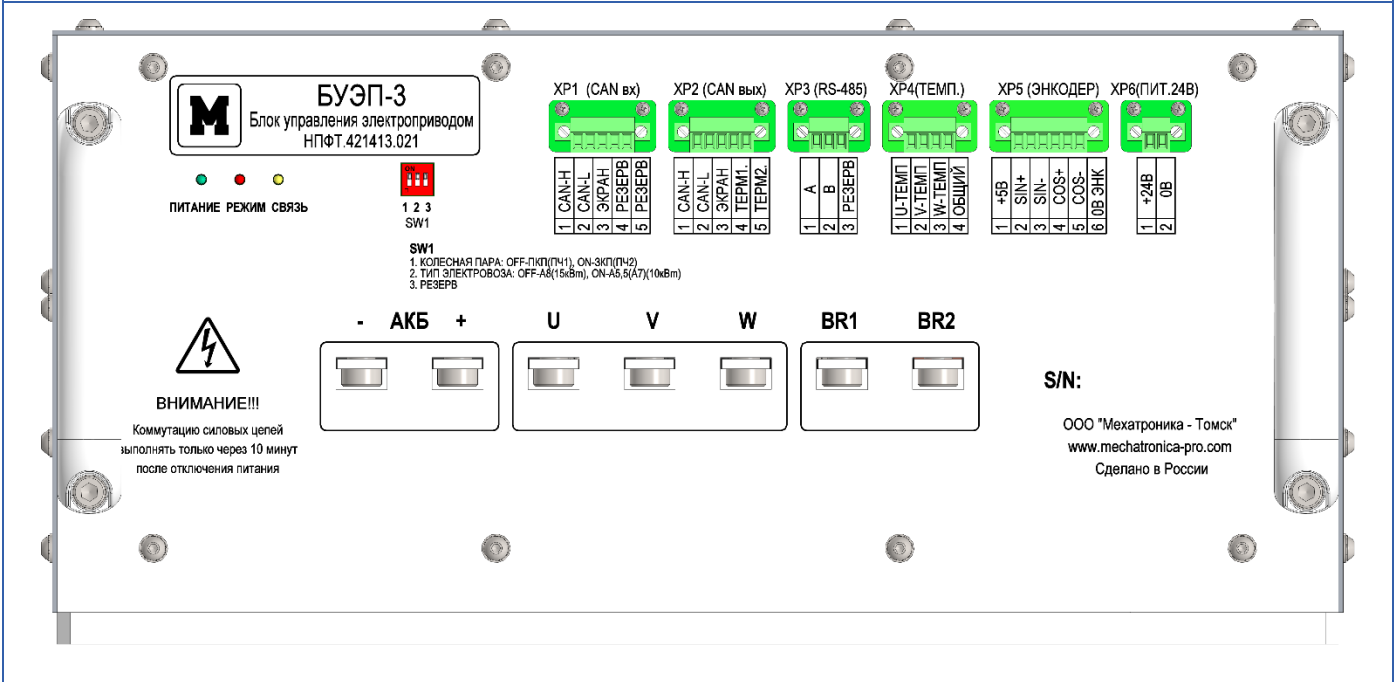 М
БУЭП-3
Блок управления электроприводом
НПФТ.421413.021
ПИТАНИЕ РЕЖИМ СВЯЗЬ
ON
1 2 3
SW1
SW1
1. КОЛЕСНАЯ ПАРА: OFF-ПКП(ПЧ1), ON-ЗКП(ПЧ2)
2. ТИП ЭЛЕКТРОВОЗА: OFF-А8(15кВт), ON-А5,5(А7)(10кВт)
3. РЕЗЕРВ
XP1 (CAN вх)
1 CAN-H
2 CAN-L
3 ЭКРАН
4 РЕЗЕРВ
5 РЕЗЕРВ
XP2 (CAN вых)
1 CAN-H
2 CAN-L
3 ЭКРАН
4 ТЕРМ1.
5 ТЕРМ2.
XP3 (RS-485)
1 A
2 B
3 РЕЗЕРВ
XP4(ТЕМП.)
1 U-ТЕМП
2 V-ТЕМП
3 W-ТЕМП
4 ОБЩИЙ
XP5 (ЭНКОДЕР)
1 +5В
2 SIN+
3 SIN-
4 COS+
5 COS-
6 0В ЭНК
XP6(ПИТ.24В)
1 +24В
2 0В
- АКБ +
U V W
BR1 BR2
ВНИМАНИЕ!!!
Коммутацию силовых цепей
выполнять только через 10 минут
после отключения питания
S/N:
ООО "Мехатроника - Томск"
www.mechatronica-pro.com
Сделано в России